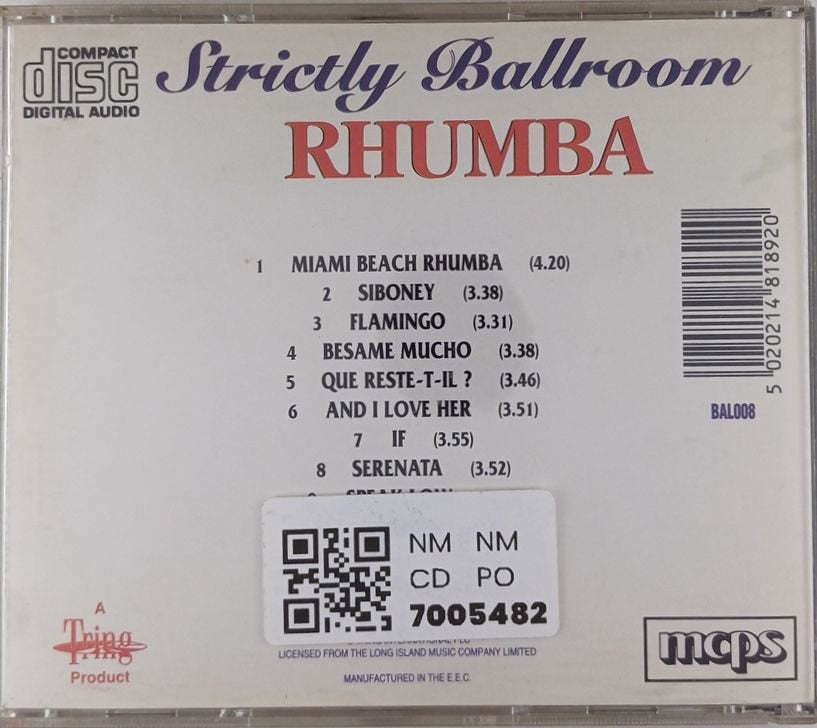 COMPACT
disc
DIGITAL AUDIO
Strictly Ballroom
RHUMBA
1 MIAMI BEACH RHUMBA (4.20)
2 SIBONEY (3.38)
3 FLAMINGO (3.31)
4 BESAME MUCHO (3.38)
5 QUE RESTE-T-IL ? (3.46)
6 AND I LOVE HER (3.51)
7 IF (3.55)
8 SERENATA (3.52)
5 020214 818920
BAL008
NM NM
CD PO
7005482
LICENSED FROM THE LONG ISLAND MUSIC COMPANY LIMITED
MANUFACTURED IN THE E.E.C.
A
Tring
Product
mcps